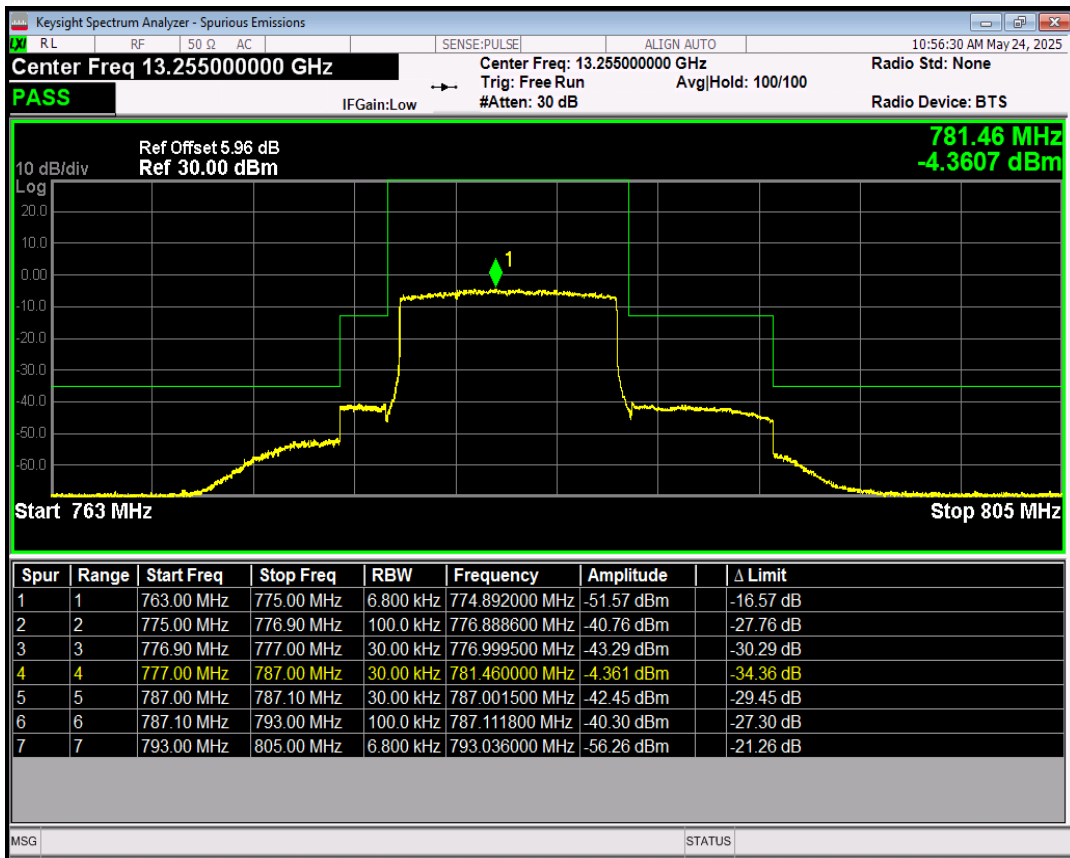 Keysight Spectrum Analyzer - Spurious Emissions
LXI RL RF 50 Ω AC SENSE:PULSE ALIGN AUTO 10:56:30 AM May 24, 2025
Center Freq 13.255000000 GHz Center Freq: 13.255000000 GHz Radio Std: None
Trig: Free Run Avg|Hold: 100/100
PASS IFGain:Low #Atten: 30 dB Radio Device: BTS
781.46 MHz
-4.3607 dBm
Ref Offset 5.96 dB
10 dB/div Ref 30.00 dBm
Log
20.0
10.0
1
0.00
-10.0
-20.0
-30.0
-40.0
-50.0
-60.0
Start 763 MHz Stop 805 MHz
Spur Range Start Freq Stop Freq RBW Frequency Amplitude Δ Limit
1 1 763.00 MHz 775.00 MHz 6.800 kHz 774.892000 MHz -51.57 dBm -16.57 dB
2 2 775.00 MHz 776.90 MHz 100.0 kHz 776.888600 MHz -40.76 dBm -27.76 dB
3 3 776.90 MHz 777.00 MHz 30.00 kHz 776.999500 MHz -43.29 dBm -30.29 dB
4 4 777.00 MHz 787.00 MHz 30.00 kHz 781.460000 MHz -4.361 dBm -34.36 dB
5 5 787.00 MHz 787.10 MHz 30.00 kHz 787.001500 MHz -42.45 dBm -29.45 dB
6 6 787.10 MHz 793.00 MHz 100.0 kHz 787.111800 MHz -40.30 dBm -27.30 dB
7 7 793.00 MHz 805.00 MHz 6.800 kHz 793.036000 MHz -56.26 dBm -21.26 dB
MSG STATUS